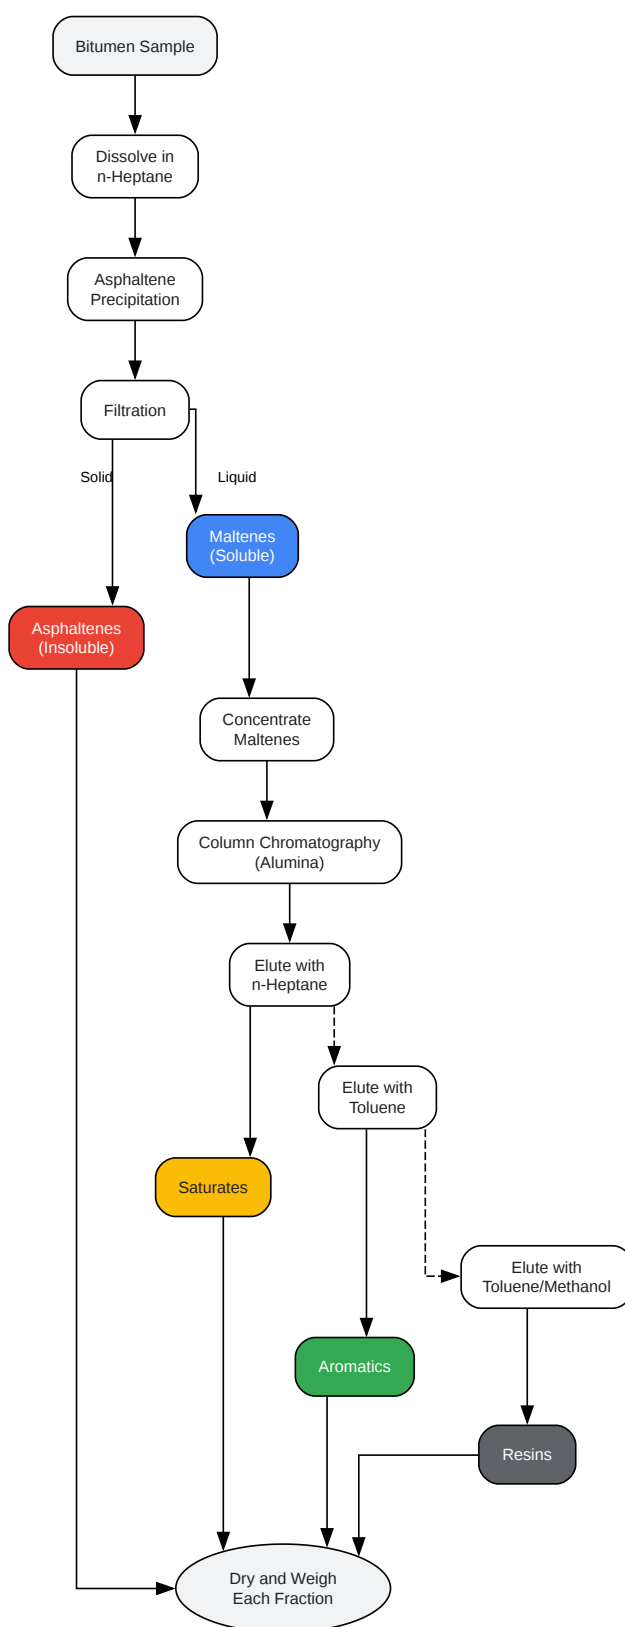 Bitumen Sample
Dissolve in
n-Heptane
Asphaltene
Precipitation
Filtration
Solid
Liquid
Maltenes
(Soluble)
Asphaltenes
(Insoluble)
Concentrate
Maltenes
Column Chromatography
(Alumina)
Elute with
n-Heptane
Elute with
Toluene
Saturates
Elute with
Toluene/Methanol
Aromatics
Resins
Dry and Weigh
Each Fraction